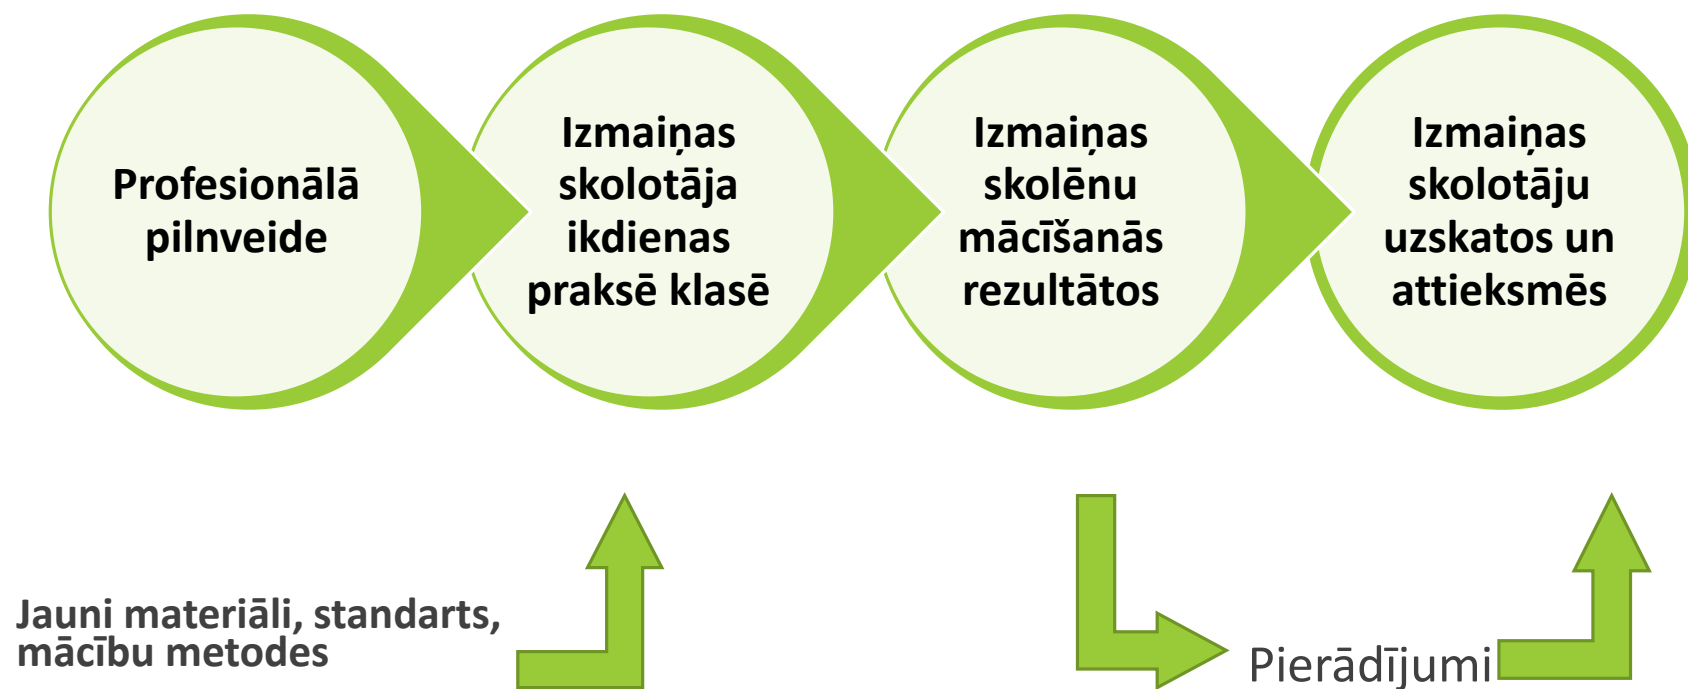 Profesionālā
pilnveide
Izmaiņas
skolotāja
ikdienas
praksē klasē
Izmaiņas
skolēnu
mācīšanās
rezultātos
Izmaiņas
skolotāju
uzskatos un
attieksmēs
Jauni materiāli, standarts,
mācību metodes
Pierādījumi